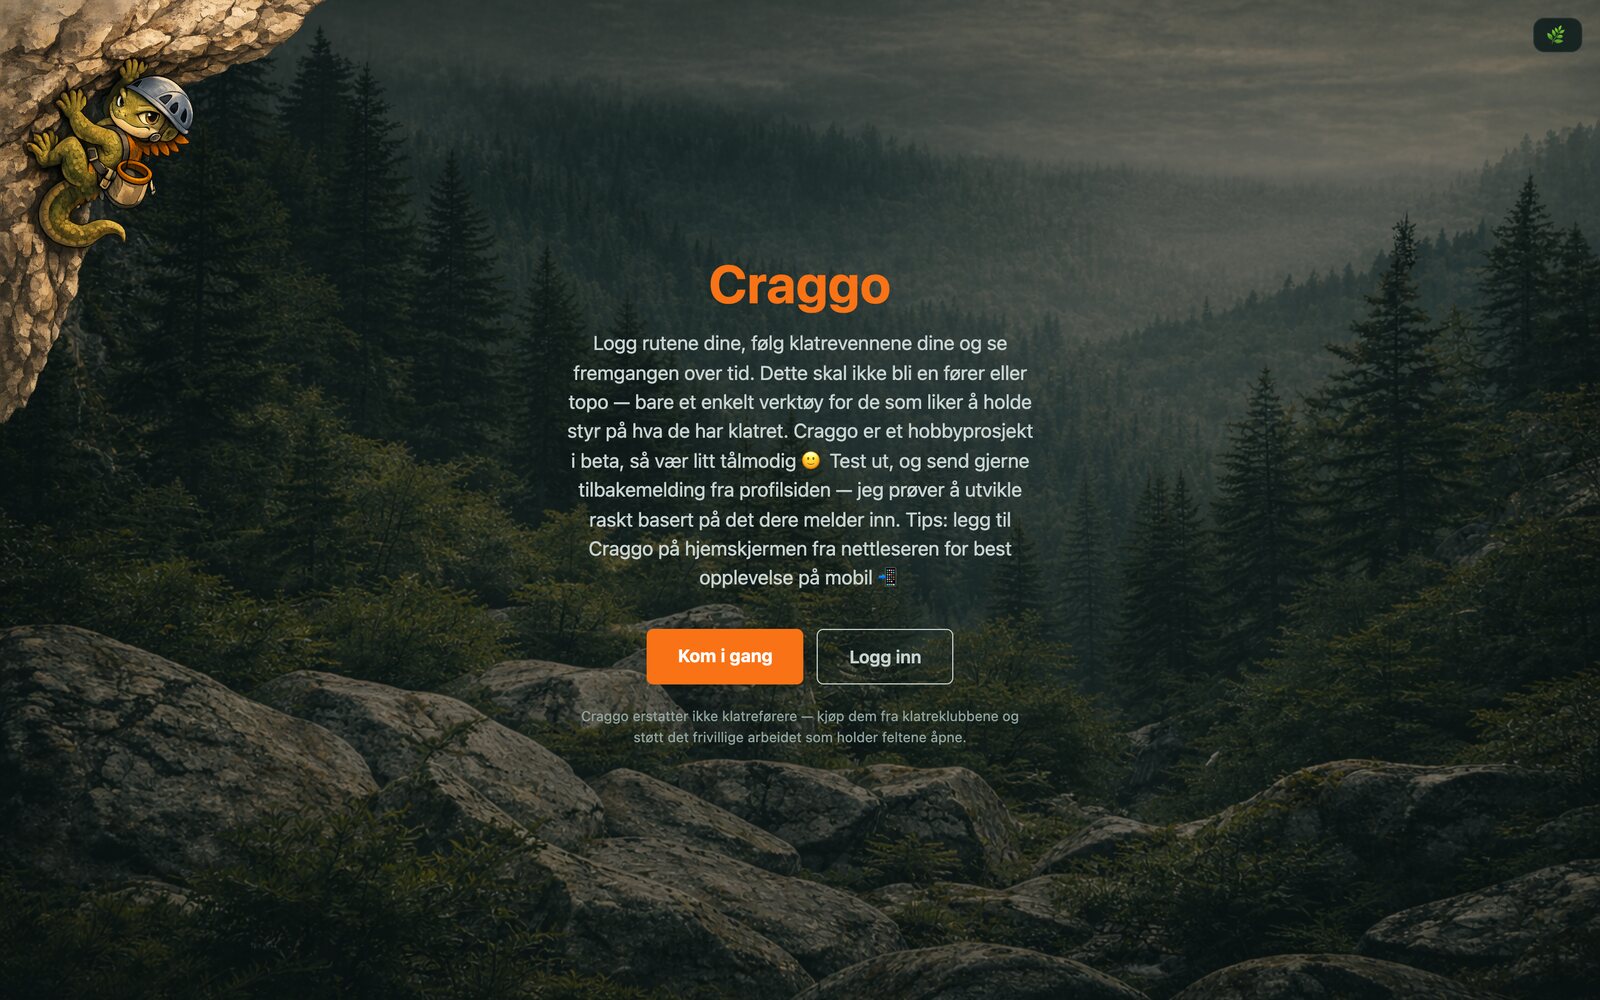 Craggo
Logg rutene dine, følg klatrevennene dine og se
fremgangen over tid. Dette skal ikke bli en fører eller
topo — bare et enkelt verktøy for de som liker å holde
styr på hva de har klatret. Craggo er et hobbyprosjekt
i beta, så vær litt tålmodig 🙂 Test ut, og send gjerne
tilbakemelding fra profilsiden — jeg prøver å utvikle
raskt basert på det dere melder inn. Tips: legg til
Craggo på hjemskjermen fra nettleseren for best
opplevelse på mobil 📲
Kom i gang
Logg inn
Craggo erstatter ikke klatreførere — kjøp dem fra klatreklubbene og
støtt det frivillige arbeidet som holder feltene åpne.